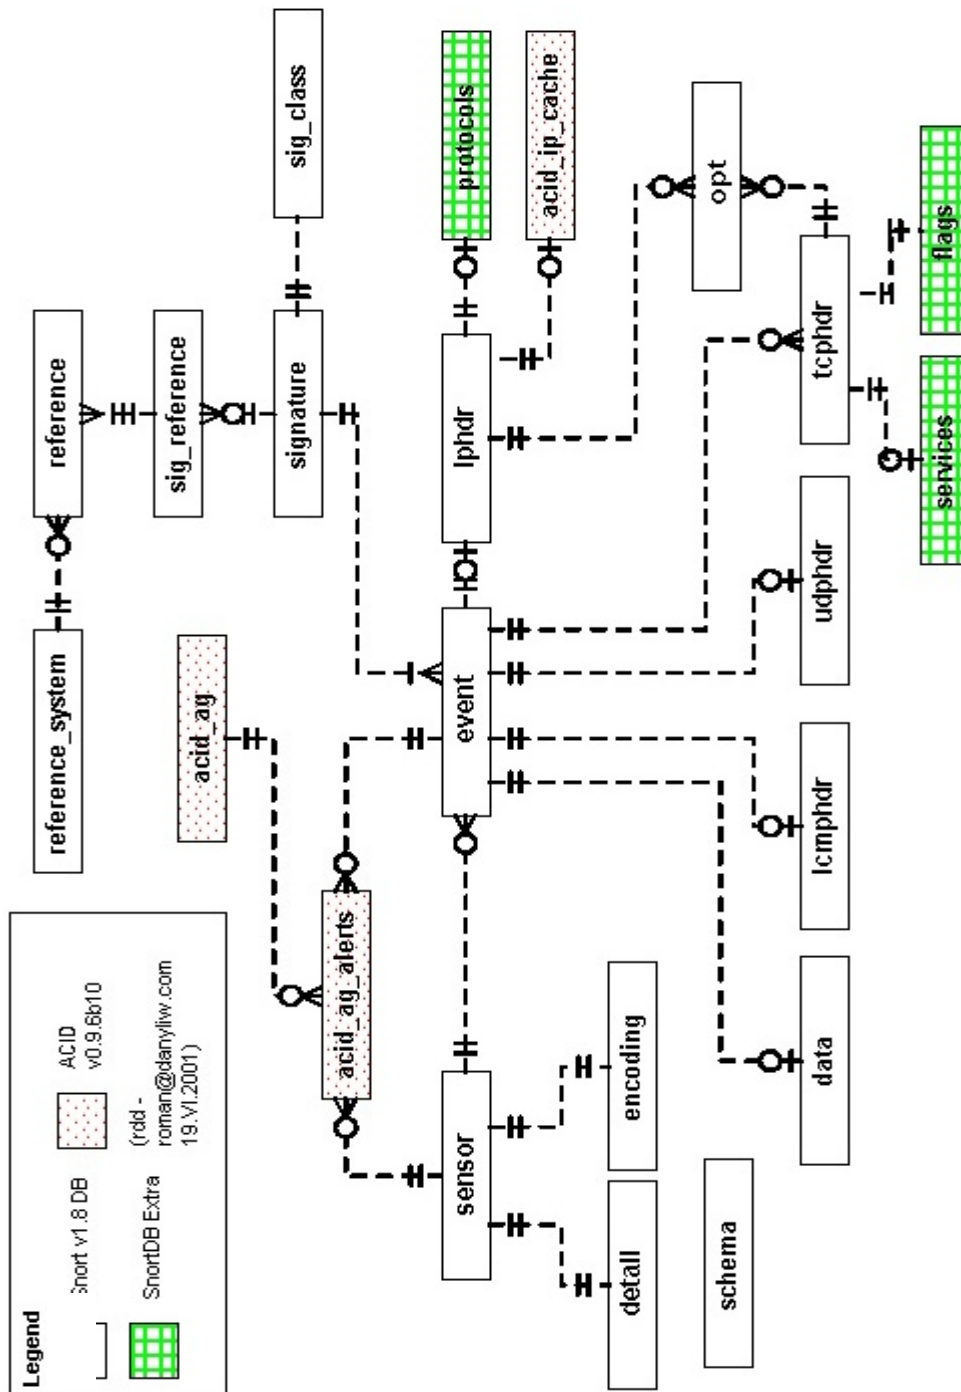 Legend
Snort v1.8 DB
ACID
v0.9.6b10
SnortDB Extra
(rdd -
roman@danyliw.com
19.VI.2001)
reference_system
reference
acid_ag
sig_reference
sig_class
acid_ag_alerts
signature
sensor
event
Iphdr
protocols
acid_ip_cache
detail
encoding
opt
schema
data
Icmphdr
udphdr
tcphdr
services
flags